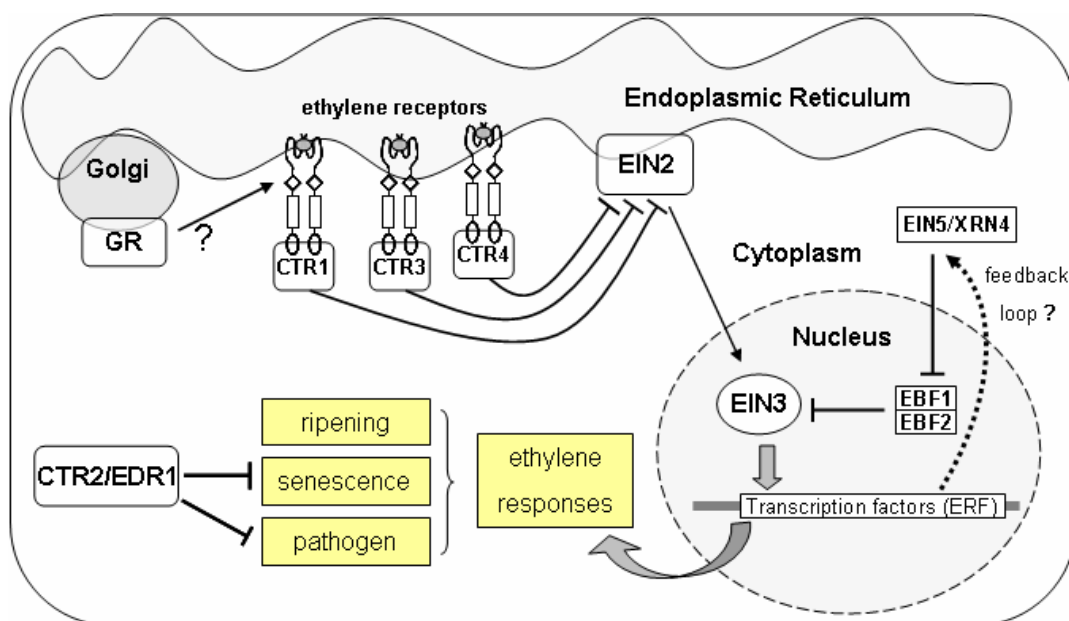 ethylene receptors
Endoplasmic Reticulum
Golgi
GR
?
CTR1
CTR3
CTR4
EIN2
Cytoplasm
EIN5/XRN4
feedback
loop ?
Nucleus
EIN3
EBF1
EBF2
Transcription factors (ERF)
CTR2/EDR1
ripening
senescence
pathogen
ethylene
responses